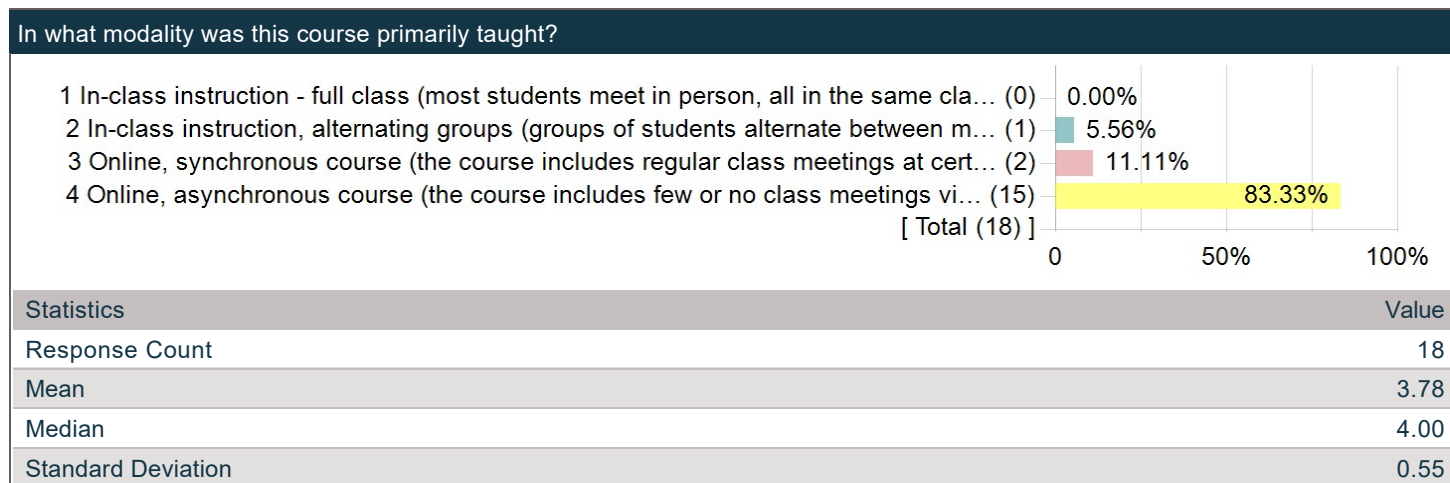 In what modality was this course primarily taught?
1 In-class instruction - full class (most students meet in person, all in the same cla... (0) 0.00%
2 In-class instruction, alternating groups (groups of students alternate between m... (1) 5.56%
3 Online, synchronous course (the course includes regular class meetings at cert... (2) 11.11%
4 Online, asynchronous course (the course includes few or no class meetings vi... (15) 83.33%
[ Total (18) ]
0 50% 100%
Statistics Value
Response Count 18
Mean 3.78
Median 4.00
Standard Deviation 0.55